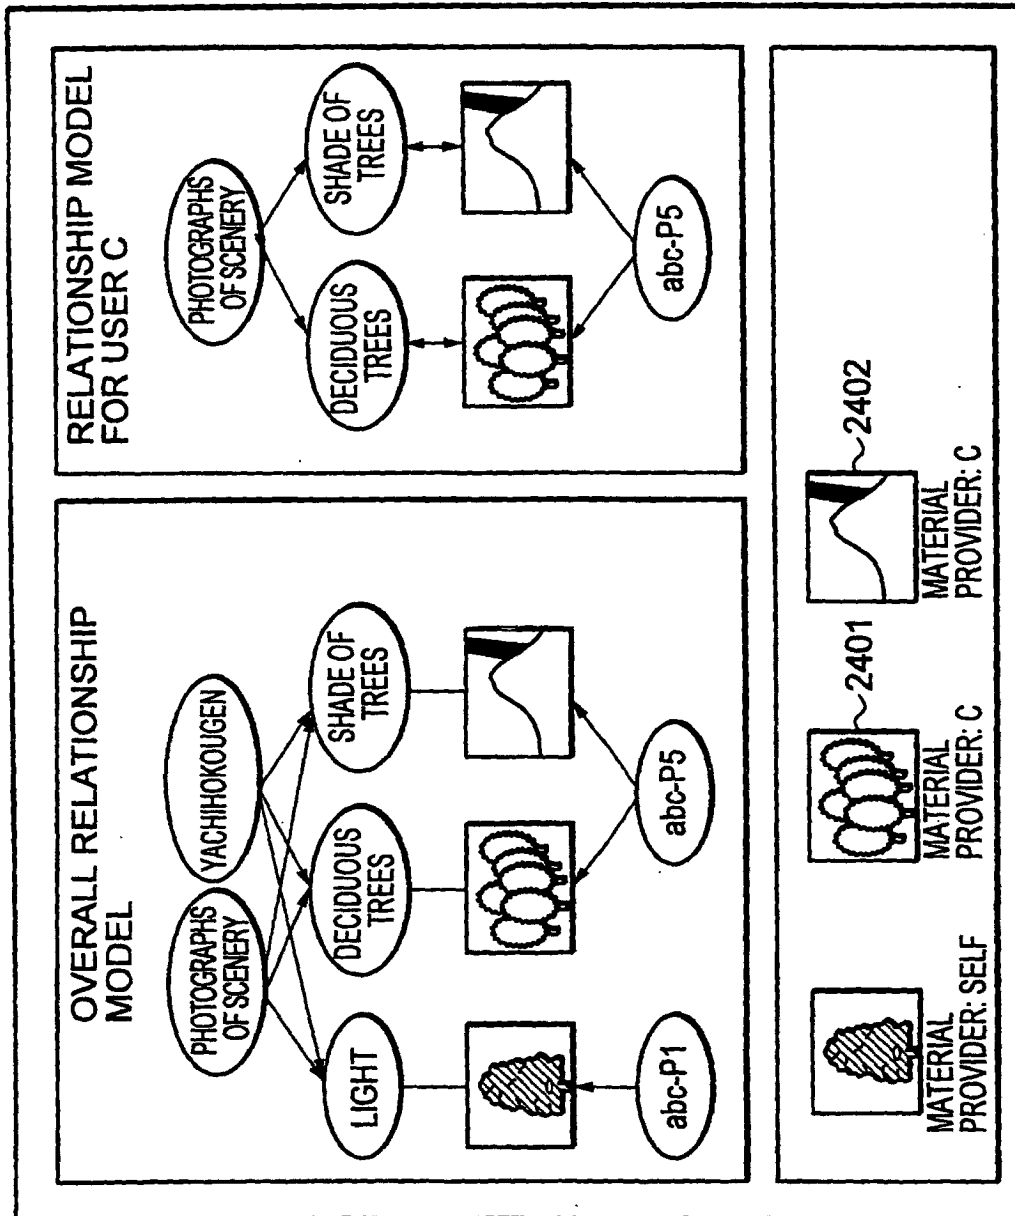 OVERALL RELATIONSHIP
MODEL
PHOTOGRAPHS
OF SCENERY
YACHIHOKOUGEN
LIGHT
DECIDUOUS
TREES
SHADE OF
TREES
abc-P1
abc-P5
RELATIONSHIP MODEL
FOR USER C
PHOTOGRAPHS
OF SCENERY
DECIDUOUS
TREES
SHADE OF
TREES
abc-P5
MATERIAL
PROVIDER: SELF
2401
MATERIAL
PROVIDER: C
2402
MATERIAL
PROVIDER: C